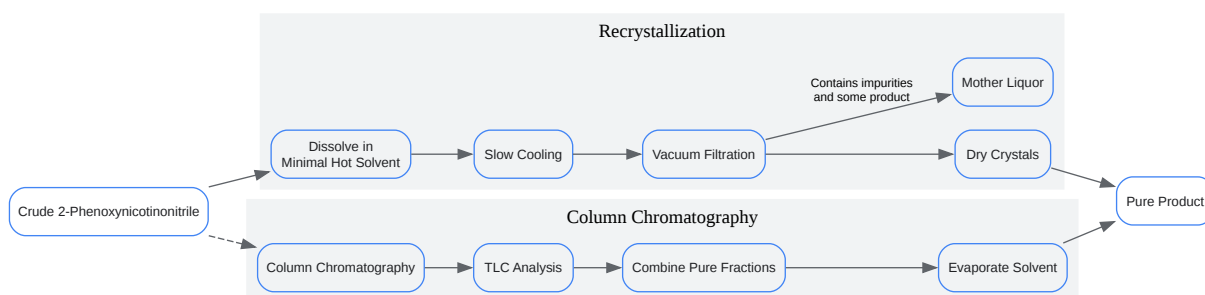 Recrystallization
Contains impurities
and some product
Mother Liquor
Dissolve in
Minimal Hot Solvent
Slow Cooling
Vacuum Filtration
Dry Crystals
Crude 2-Phenoxynicotinonitrile
Pure Product
Column Chromatography
Column Chromatography
TLC Analysis
Combine Pure Fractions
Evaporate Solvent